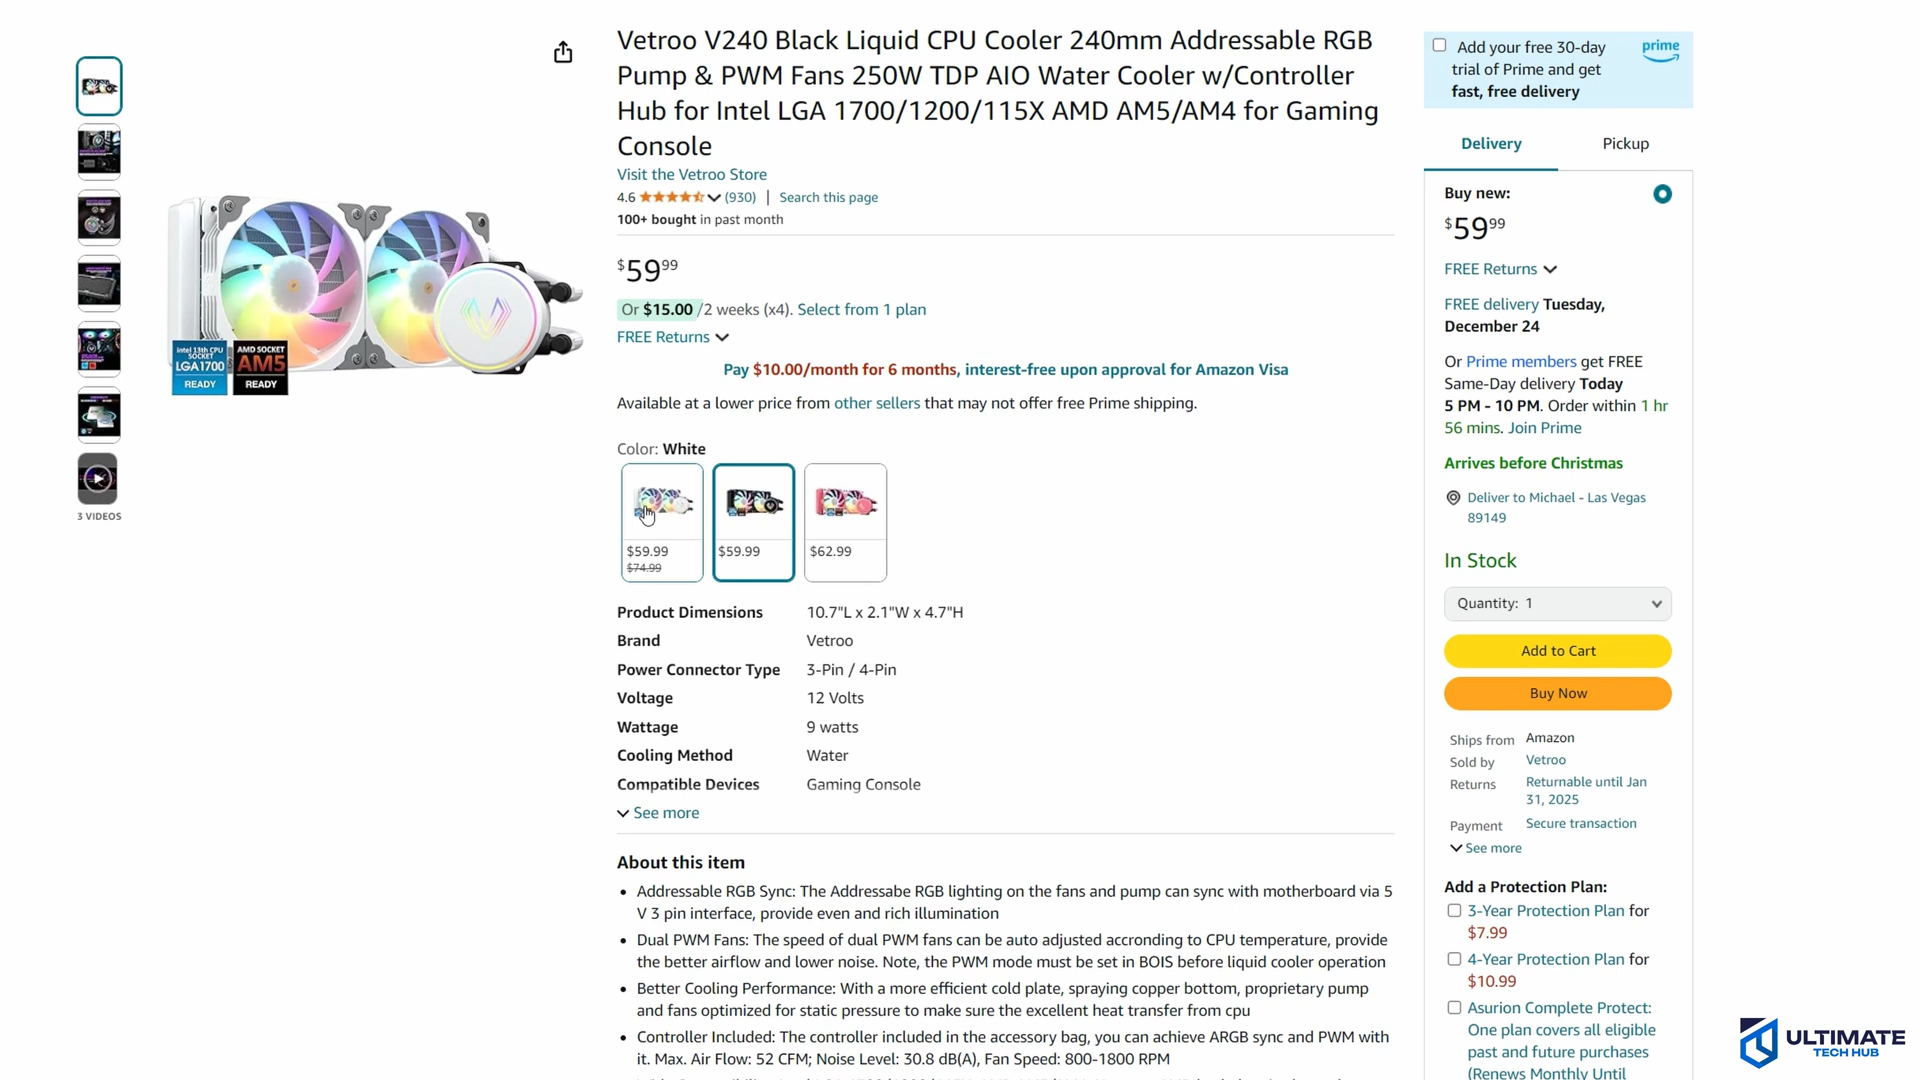 Vetroo V240 Black Liquid CPU Cooler 240mm Addressable RGB
Pump & PWM Fans 250W TDP AIO Water Cooler w/Controller
Hub for Intel LGA 1700/1200/115X AMD AM5/AM4 for Gaming
Console
Visit the Vetroo Store
4.6 (930) | Search this page
100+ bought in past month
$59 99
Or $15.00 /2 weeks (x4). Select from 1 plan
FREE Returns
Pay $10.00/month for 6 months, interest-free upon approval for Amazon Visa
Available at a lower price from other sellers that may not offer free Prime shipping.
Color: White
$59.99
$74.99
$59.99
$62.99
Product Dimensions 10.7"L x 2.1"W x 4.7"H
Brand Vetroo
Power Connector Type 3-Pin / 4-Pin
Voltage 12 Volts
Wattage 9 watts
Cooling Method Water
Compatible Devices Gaming Console
See more
About this item
• Addressable RGB Sync: The Addressabe RGB lighting on the fans and pump can sync with motherboard via 5
V 3 pin interface, provide even and rich illumination
• Dual PWM Fans: The speed of dual PWM fans can be auto adjusted accronding to CPU temperature, provide
the better airflow and lower noise. Note, the PWM mode must be set in BOIS before liquid cooler operation
• Better Cooling Performance: With a more efficient cold plate, spraying copper bottom, proprietary pump
and fans optimized for static pressure to make sure the excellent heat transfer from cpu
• Controller Included: The controller included in the accessory bag, you can achieve ARGB sync and PWM with
it. Max. Air Flow: 52 CFM; Noise Level: 30.8 dB(A), Fan Speed: 800-1800 RPM
3 VIDEOS
intel 13th CPU
SOCKET
LGA1700
READY
AMD SOCKET
AM5
READY
Add your free 30-day
trial of Prime and get
fast, free delivery
prime
Delivery Pickup
Buy new:
$59 99
FREE Returns
FREE delivery Tuesday,
December 24
Or Prime members get FREE
Same-Day delivery Today
5 PM - 10 PM. Order within 1 hr
56 mins. Join Prime
Arrives before Christmas
Deliver to Michael - Las Vegas
89149
In Stock
Quantity: 1
Add to Cart
Buy Now
Ships from Amazon
Sold by Vetroo
Returns Returnable until Jan
31, 2025
Payment Secure transaction
See more
Add a Protection Plan:
3-Year Protection Plan for
$7.99
4-Year Protection Plan for
$10.99
Asurion Complete Protect:
One plan covers all eligible
past and future purchases
(Renews Monthly Until
ULTIMATE
TECH HUB